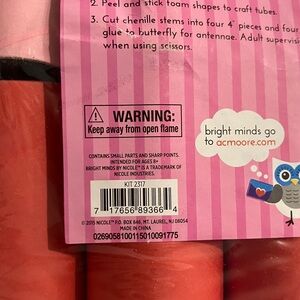 2. Peel and stick foam shapes to craft tubes.
3. Cut chenille stems into four 4" pieces and four
glue to butterfly for antennae. Adult supervisi
when using scissors.
WARNING:
Keep away from open flame
CONTAINS SMALL PARTS AND SHARP POINTS.
INTENDED FOR AGES 8+
BRIGHT MINDS BY NICOLE™ IS A TRADEMARK OF
NICOLE INDUSTRIES.
KIT 2317
7 17656 89366 4
© 2015 NICOLE™ P.O. BOX 846, MT. LAUREL, NJ 08054
MADE IN CHINA
0269058100115010091775
bright minds go
to acmoore.com